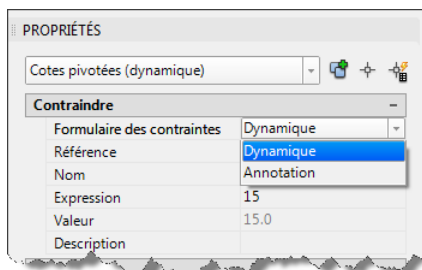 PROPRIÉTÉS
Cotes pivotées (dynamique)
Contraindre
Formulaire des contraintes Dynamique
Référence Dynamique
Nom Annotation
Expression 15
Valeur 15.0
Description